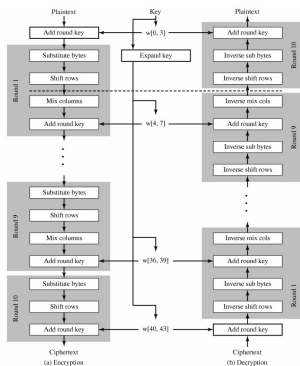 Plaintext
Key
Plaintext
Add round key
w[0, 3]
Add round key
Round 1
Substitute bytes
Expand key
Inverse sub bytes
Round 10
Shift rows
Inverse shift rows
Mix columns
Inverse mix cols
Add round key
w[4, 7]
Add round key
Round 9
Inverse sub bytes
Inverse shift rows
Round 9
Substitute bytes
Shift rows
Mix columns
Inverse mix cols
Add round key
w[36, 39]
Add round key
Round 1
Round 10
Substitute bytes
Inverse sub bytes
Shift rows
Inverse shift rows
Add round key
w[40, 43]
Add round key
Ciphertext
Ciphertext
(a) Encryption
(b) Decryption